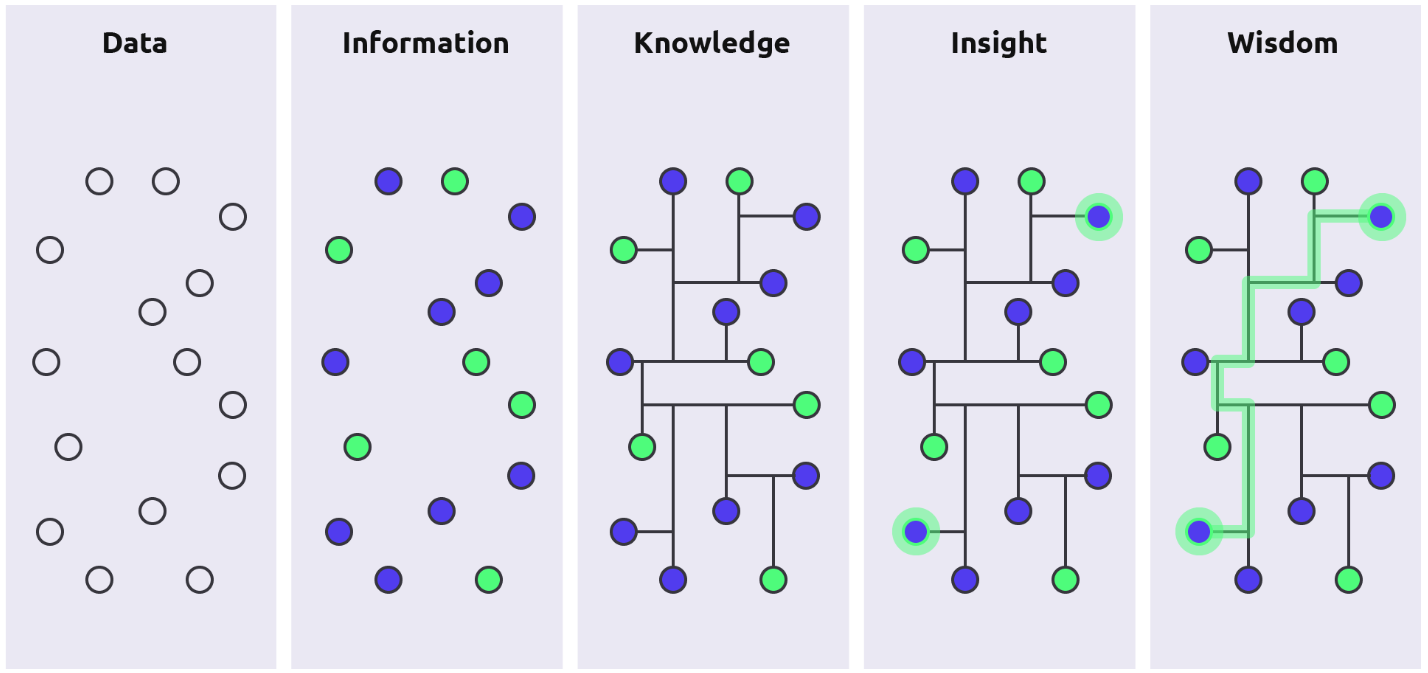 Data
Information
Knowledge
Insight
Wisdom